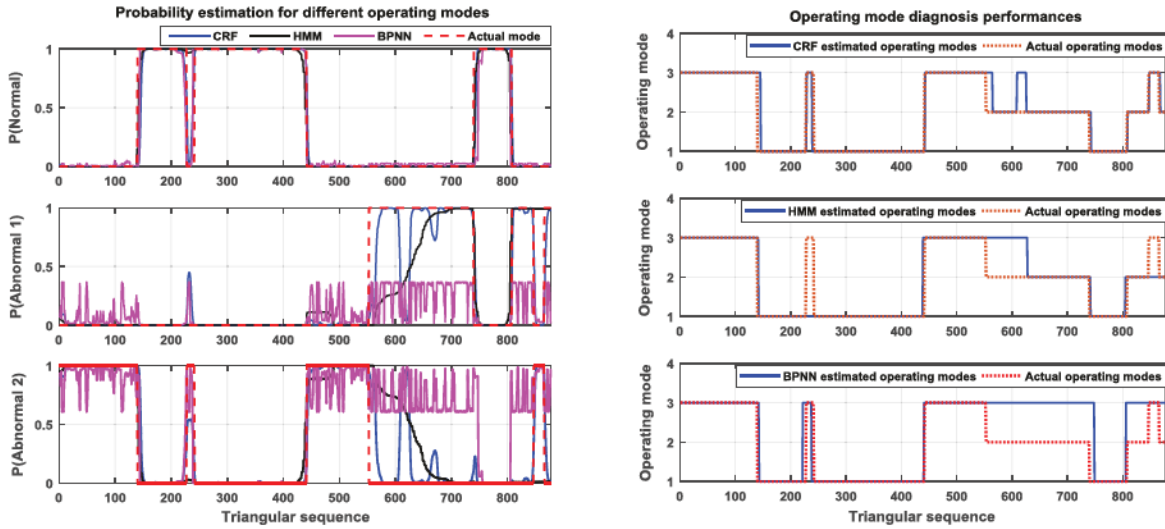 Probability estimation for different operating modes
CRF HMM BPNN Actual mode
P(Normal)
1
0.5
0
0 100 200 300 400 500 600 700 800
P(Abnormal 1)
1
0.5
0
0 100 200 300 400 500 600 700 800
P(Abnormal 2)
1
0.5
0
0 100 200 300 400 500 600 700 800
Triangular sequence
Operating mode diagnosis performances
CRF estimated operating modes Actual operating modes
Operating mode
4
3
2
1
0 100 200 300 400 500 600 700 800
HMM estimated operating modes Actual operating modes
Operating mode
4
3
2
1
0 100 200 300 400 500 600 700 800
BPNN estimated operating modes Actual operating modes
Operating mode
4
3
2
1
0 100 200 300 400 500 600 700 800
Triangular sequence